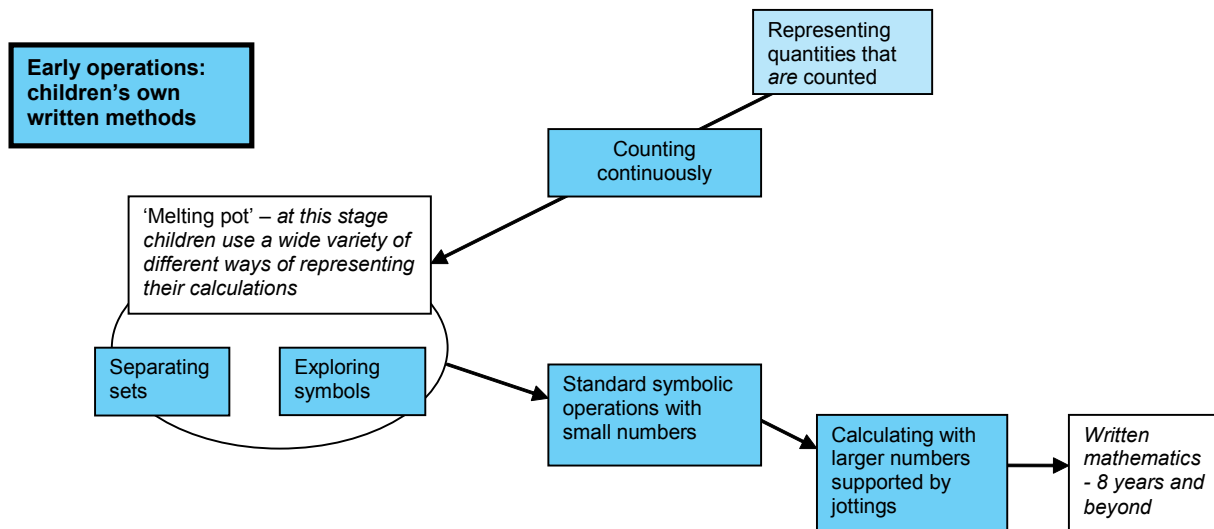 Early operations:
children's own
written methods
Representing
quantities that
are counted
Counting
continuously
‘Melting pot’ – at this stage
children use a wide variety of
different ways of representing
their calculations
Separating
sets
Exploring
symbols
Standard symbolic
operations with
small numbers
Calculating with
larger numbers
supported by
jottings
Written
mathematics
- 8 years and
beyond